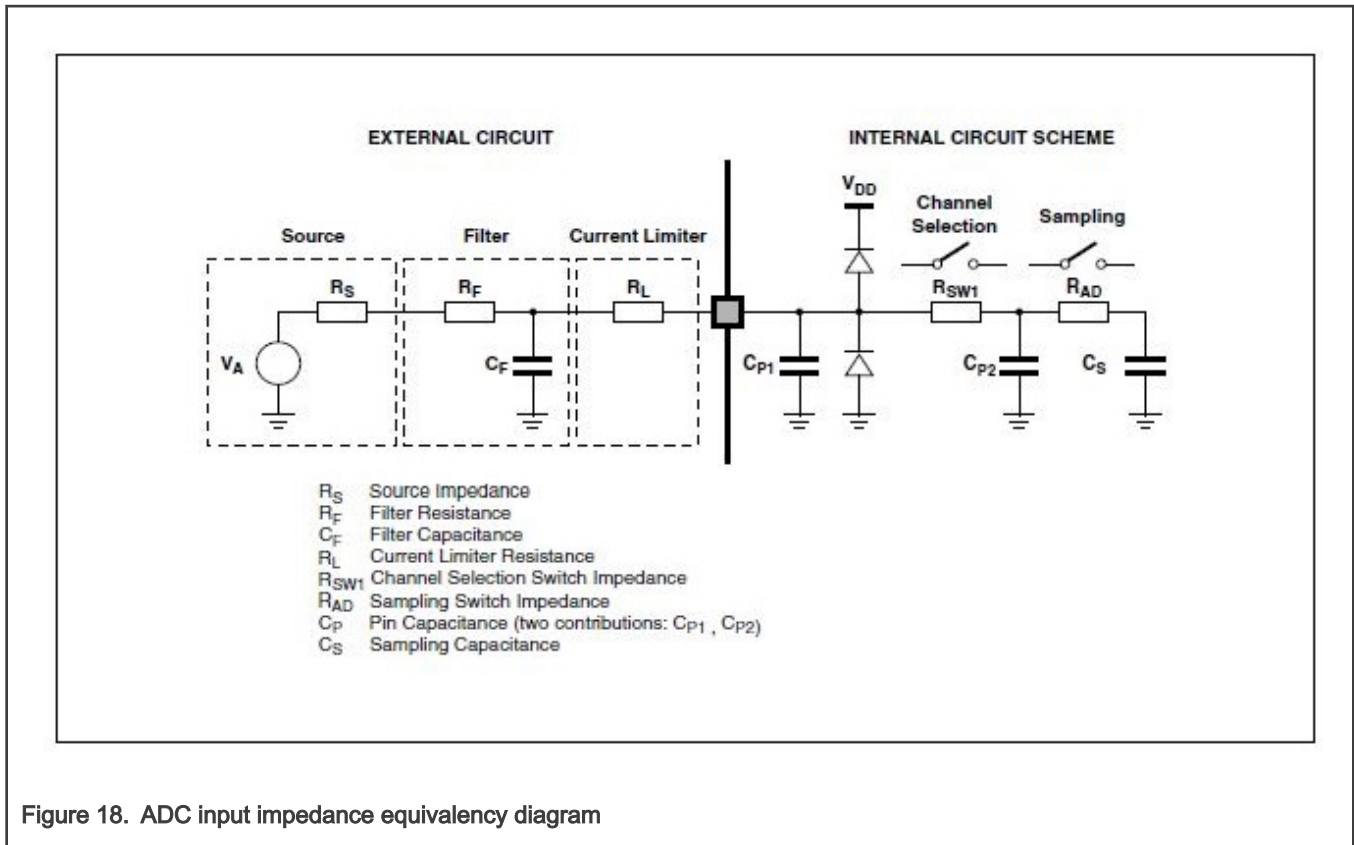 EXTERNAL CIRCUIT
INTERNAL CIRCUIT SCHEME
Source
Filter
Current Limiter
VDD
Channel
Selection
Sampling
RS
RF
RL
RSW1
RAD
VA
CF
CP1
CP2
CS
RS Source Impedance
RF Filter Resistance
CF Filter Capacitance
RL Current Limiter Resistance
RSW1 Channel Selection Switch Impedance
RAD Sampling Switch Impedance
CP Pin Capacitance (two contributions: CP1 , CP2)
CS Sampling Capacitance
Figure 18. ADC input impedance equivalency diagram